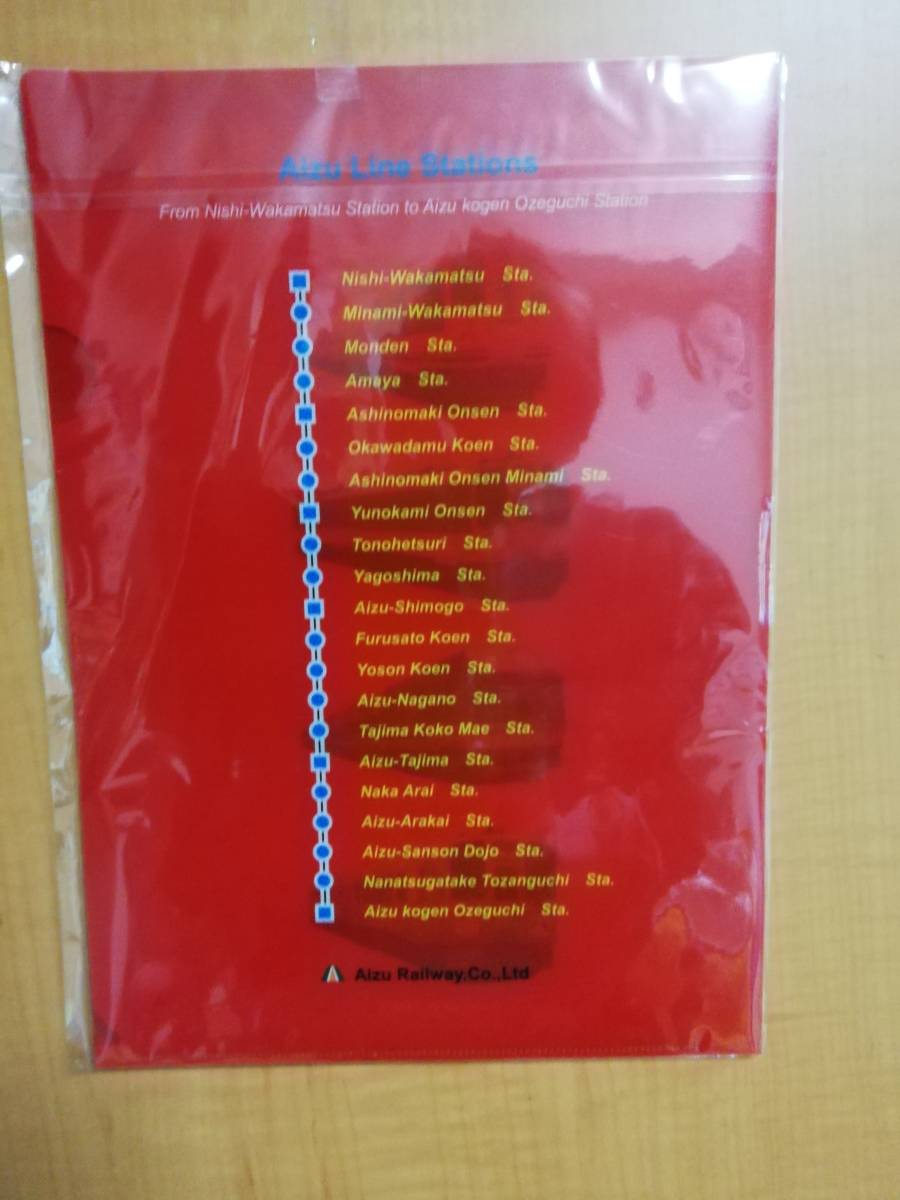 Aizu Line Stations
From Nishi-Wakamatsu Station to Aizu kogen Ozeguchi Station
Nishi-Wakamatsu Sta.
Minami-Wakamatsu Sta.
Monden Sta.
Amaya Sta.
Ashinomaki Onsen Sta.
Okawadamu Koen Sta.
Ashinomaki Onsen Minami Sta.
Yunokami Onsen Sta.
Tonohetsuri Sta.
Yagoshima Sta.
Aizu-Shimogo Sta.
Furusato Koen Sta.
Yoson Koen Sta.
Aizu-Nagano Sta.
Tajima Koko Mae Sta.
Aizu-Tajima Sta.
Naka Arai Sta.
Aizu-Arakai Sta.
Aizu-Sanson Dojo Sta.
Nanatsugatake Tozanguchi Sta.
Aizu kogen Ozeguchi Sta.
Aizu Railway,Co.,Ltd